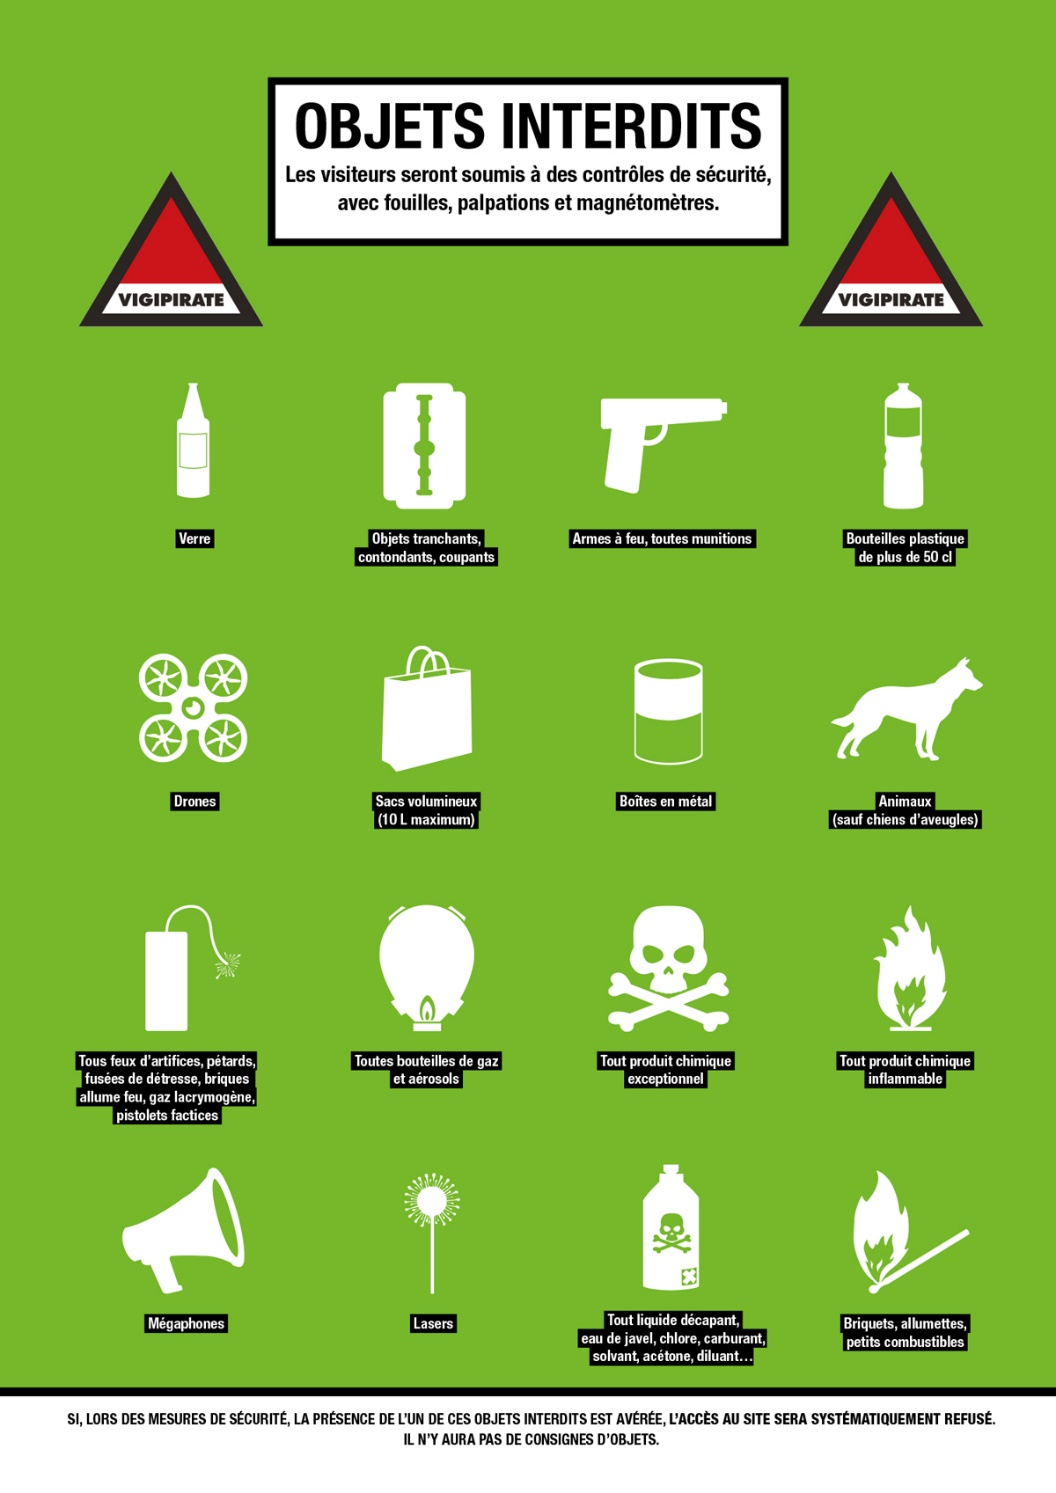 OBJETS INTERDITS
Les visiteurs seront soumis à des contrôles de sécurité,
avec fouilles, palpations et magnétomètres.
VIGIPIRATE
VIGIPIRATE
Verre
Objets tranchants,
contondants, coupants
Armes à feu, toutes munitions
Bouteilles plastique
de plus de 50 cl
Drones
Sacs volumineux
(10 L maximum)
Boîtes en métal
Animaux
(sauf chiens d'aveugles)
Tous feux d'artifices, pétards,
fusées de détresse, briques
allume feu, gaz lacrymogène,
pistolets factices
Toutes bouteilles de gaz
et aérosols
Tout produit chimique
exceptionnel
Tout produit chimique
inflammable
Mégaphones
Lasers
Tout liquide décapant,
eau de javel, chlore, carburant,
solvant, acétone, diluant…
Briquets, allumettes,
petits combustibles
SI, LORS DES MESURES DE SÉCURITÉ, LA PRÉSENCE DE L'UN DE CES OBJETS INTERDITS EST AVÉRÉE, L'ACCÈS AU SITE SERA SYSTÉMATIQUEMENT REFUSÉ.
IL N'Y AURA PAS DE CONSIGNES D'OBJETS.